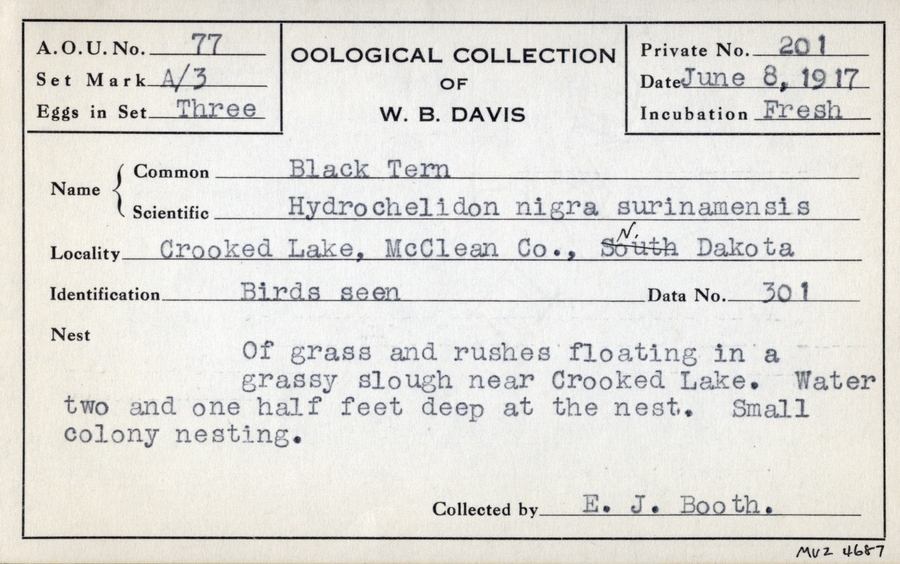 A.O.U. No. 77
Set Mark A/3
Eggs in Set Three
OOLOGICAL COLLECTION
OF
W. B. DAVIS
Private No. 201
Date June 8, 1917
Incubation Fresh
Name
Common Black Tern
Scientific Hydrochelidon nigra surinamensis
N.
Locality Crooked Lake, McClean Co., South Dakota
Identification Birds seen Data No. 301
Nest
Of grass and rushes floating in a
grassy slough near Crooked Lake. Water
two and one half feet deep at the nest. Small
colony nesting.
Collected by E. J. Booth.
MVZ 4687